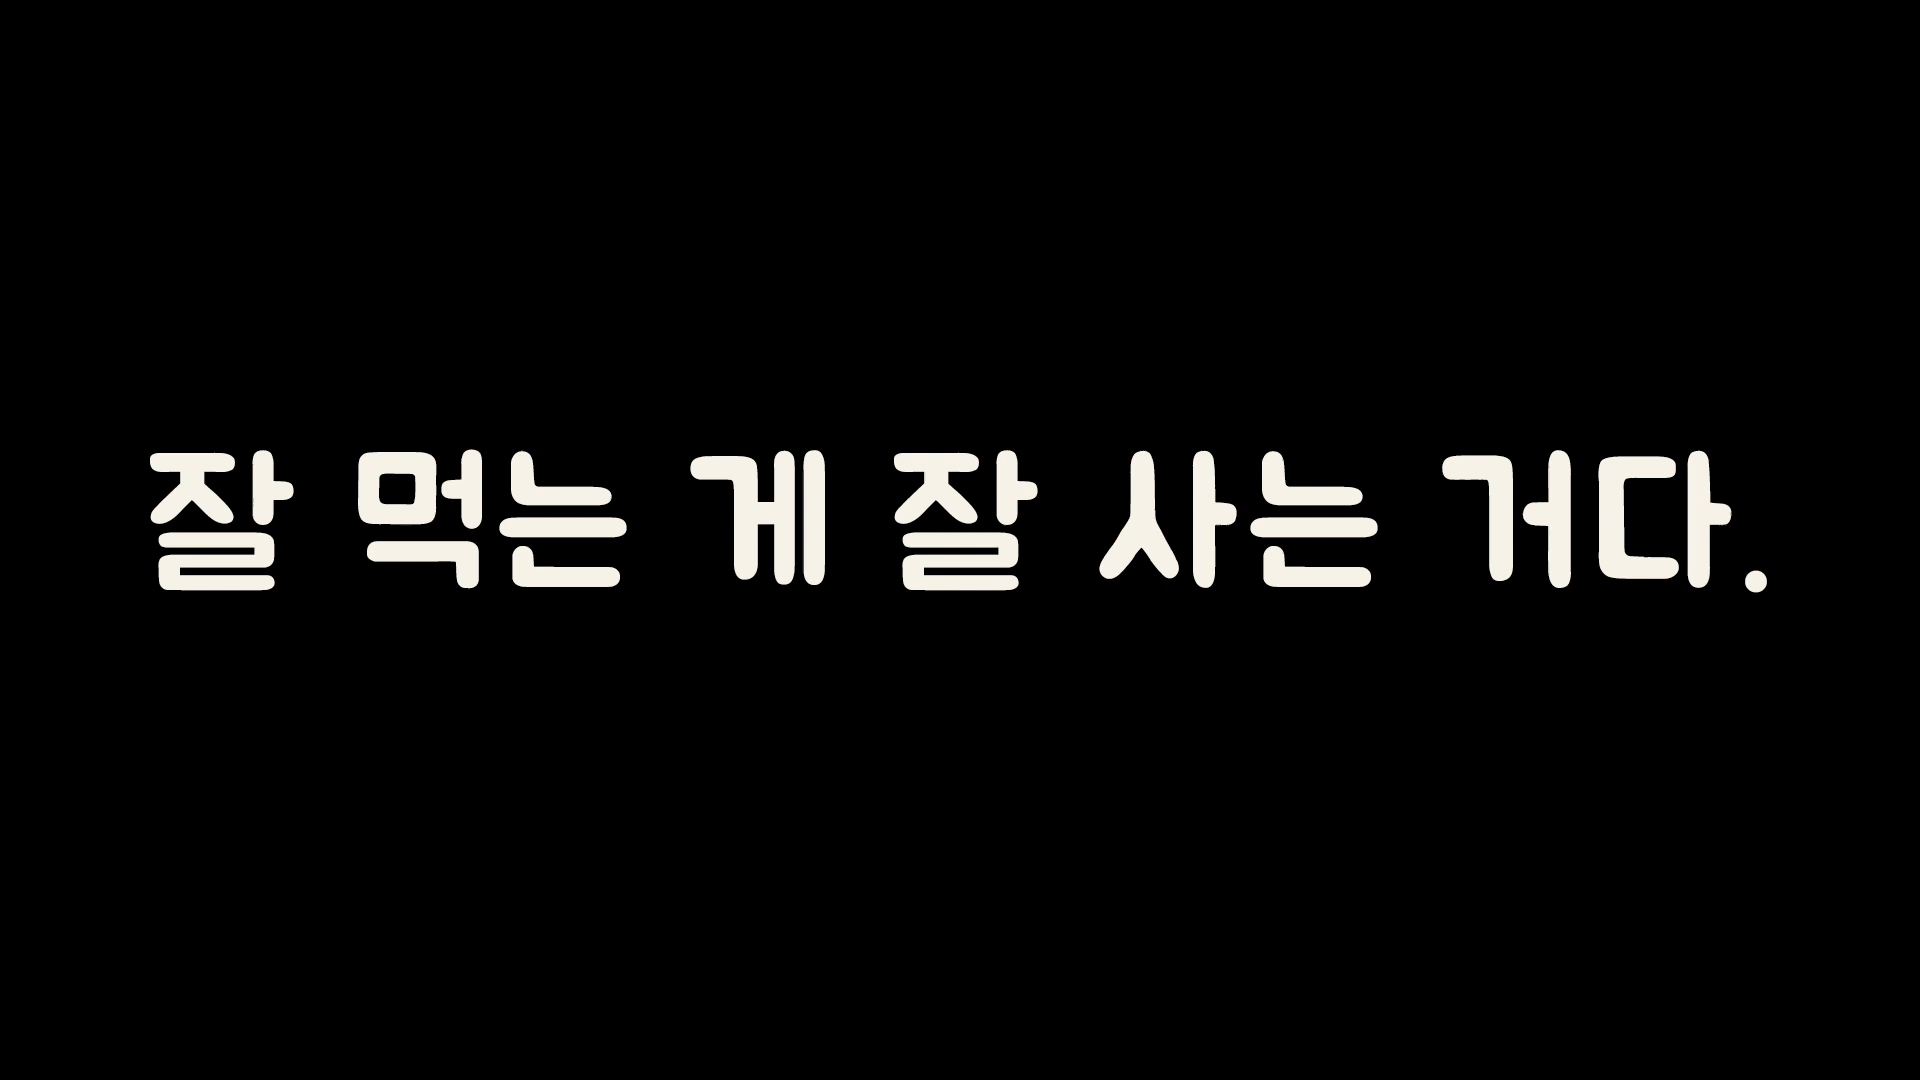 잘 먹는 게 잘 사는 거다.